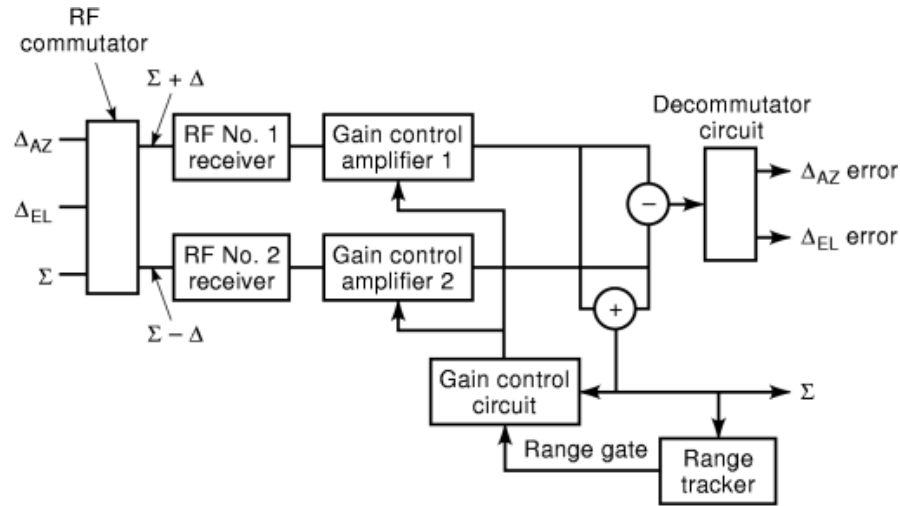 RF
commutator
Σ + Δ
Decommutator
circuit
Δ_AZ
RF No. 1
receiver
Gain control
amplifier 1
Δ_AZ error
−
Δ_EL
Δ_EL error
RF No. 2
receiver
Gain control
amplifier 2
Σ
+
Σ − Δ
Gain control
circuit
Σ
Range gate
Range
tracker